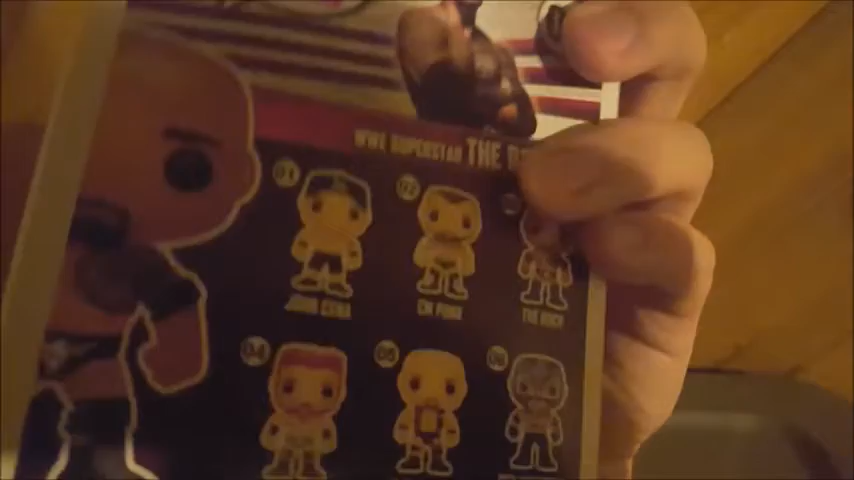 WWE SUPERSTAR THE
01 02
JOHN CENA CM PUNK THE ROCK
04 05 06